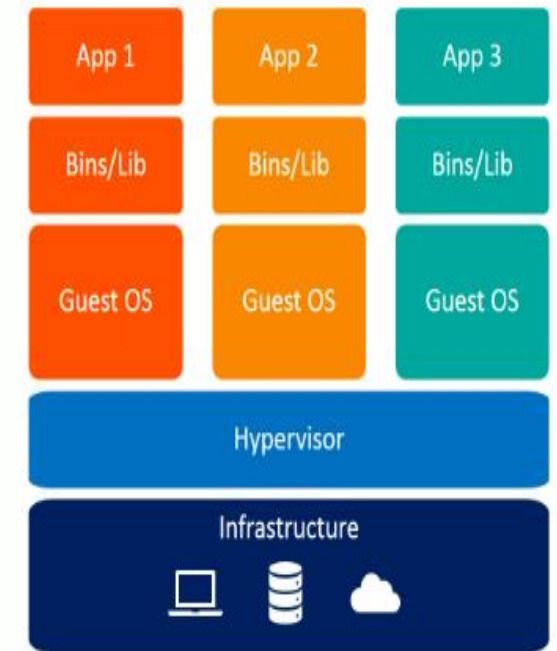 App 1
App 2
App 3
Bins/Lib
Bins/Lib
Bins/Lib
Guest OS
Guest OS
Guest OS
Hypervisor
Infrastructure